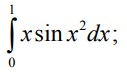 ∫₀¹ x sin x² dx;